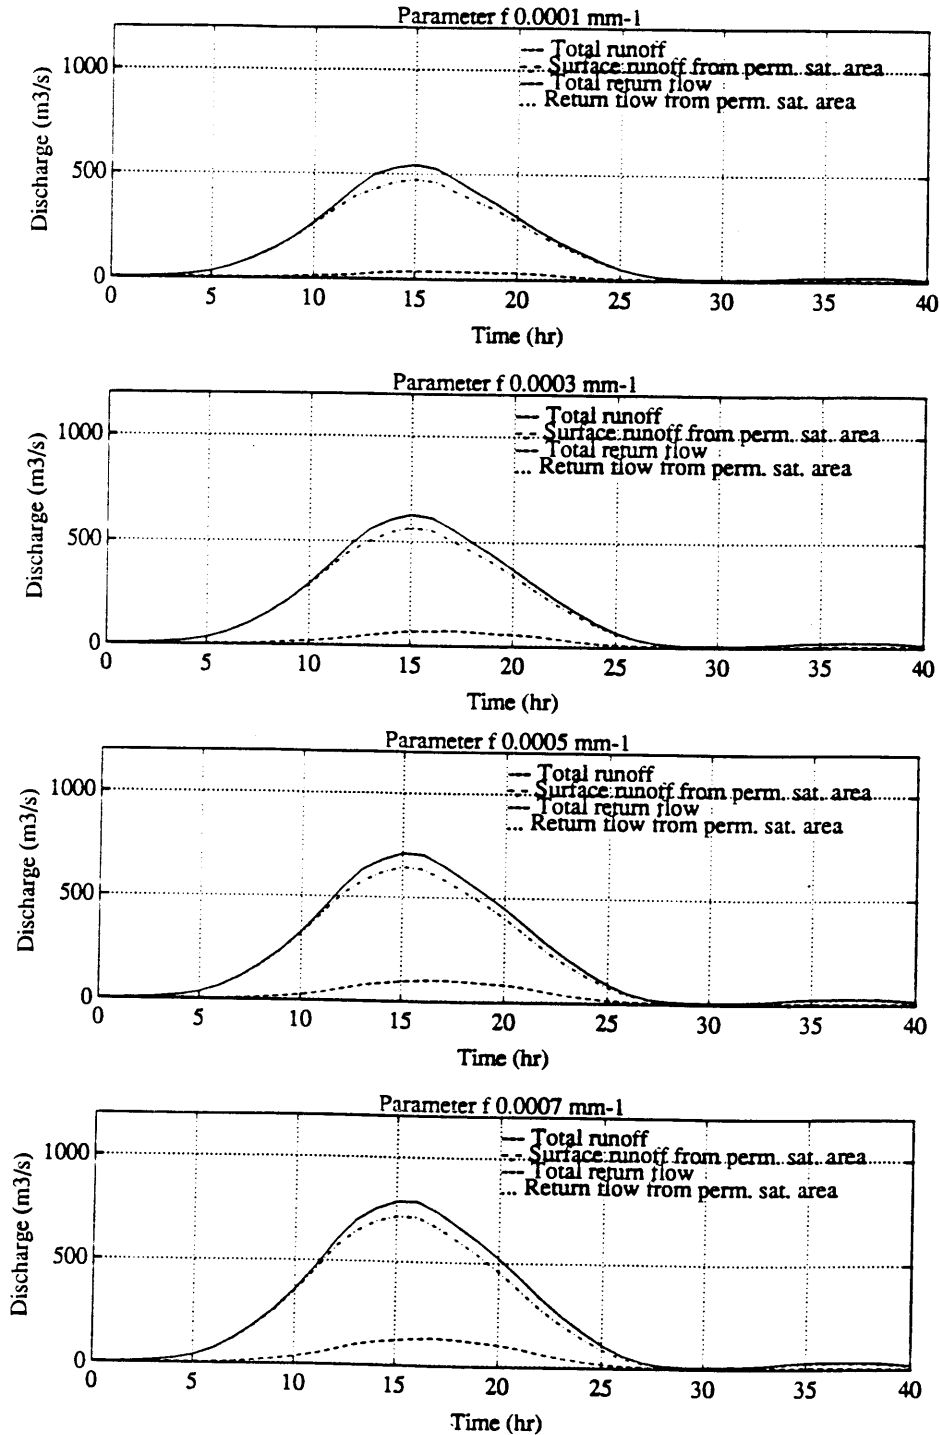 Parameter f 0.0001 mm-1
Total runoff
Surface runoff from perm. sat. area
Total return flow
Return flow from perm. sat. area
Discharge (m3/s)
1000
500
0
0 5 10 15 20 25 30 35 40
Time (hr)
Parameter f 0.0003 mm-1
Total runoff
Surface runoff from perm. sat. area
Total return flow
Return flow from perm. sat. area
Discharge (m3/s)
1000
500
0
0 5 10 15 20 25 30 35 40
Time (hr)
Parameter f 0.0005 mm-1
Total runoff
Surface runoff from perm. sat. area
Total return flow
Return flow from perm. sat. area
Discharge (m3/s)
1000
500
0
0 5 10 15 20 25 30 35 40
Time (hr)
Parameter f 0.0007 mm-1
Total runoff
Surface runoff from perm. sat. area
Total return flow
Return flow from perm. sat. area
Discharge (m3/s)
1000
500
0
0 5 10 15 20 25 30 35 40
Time (hr)